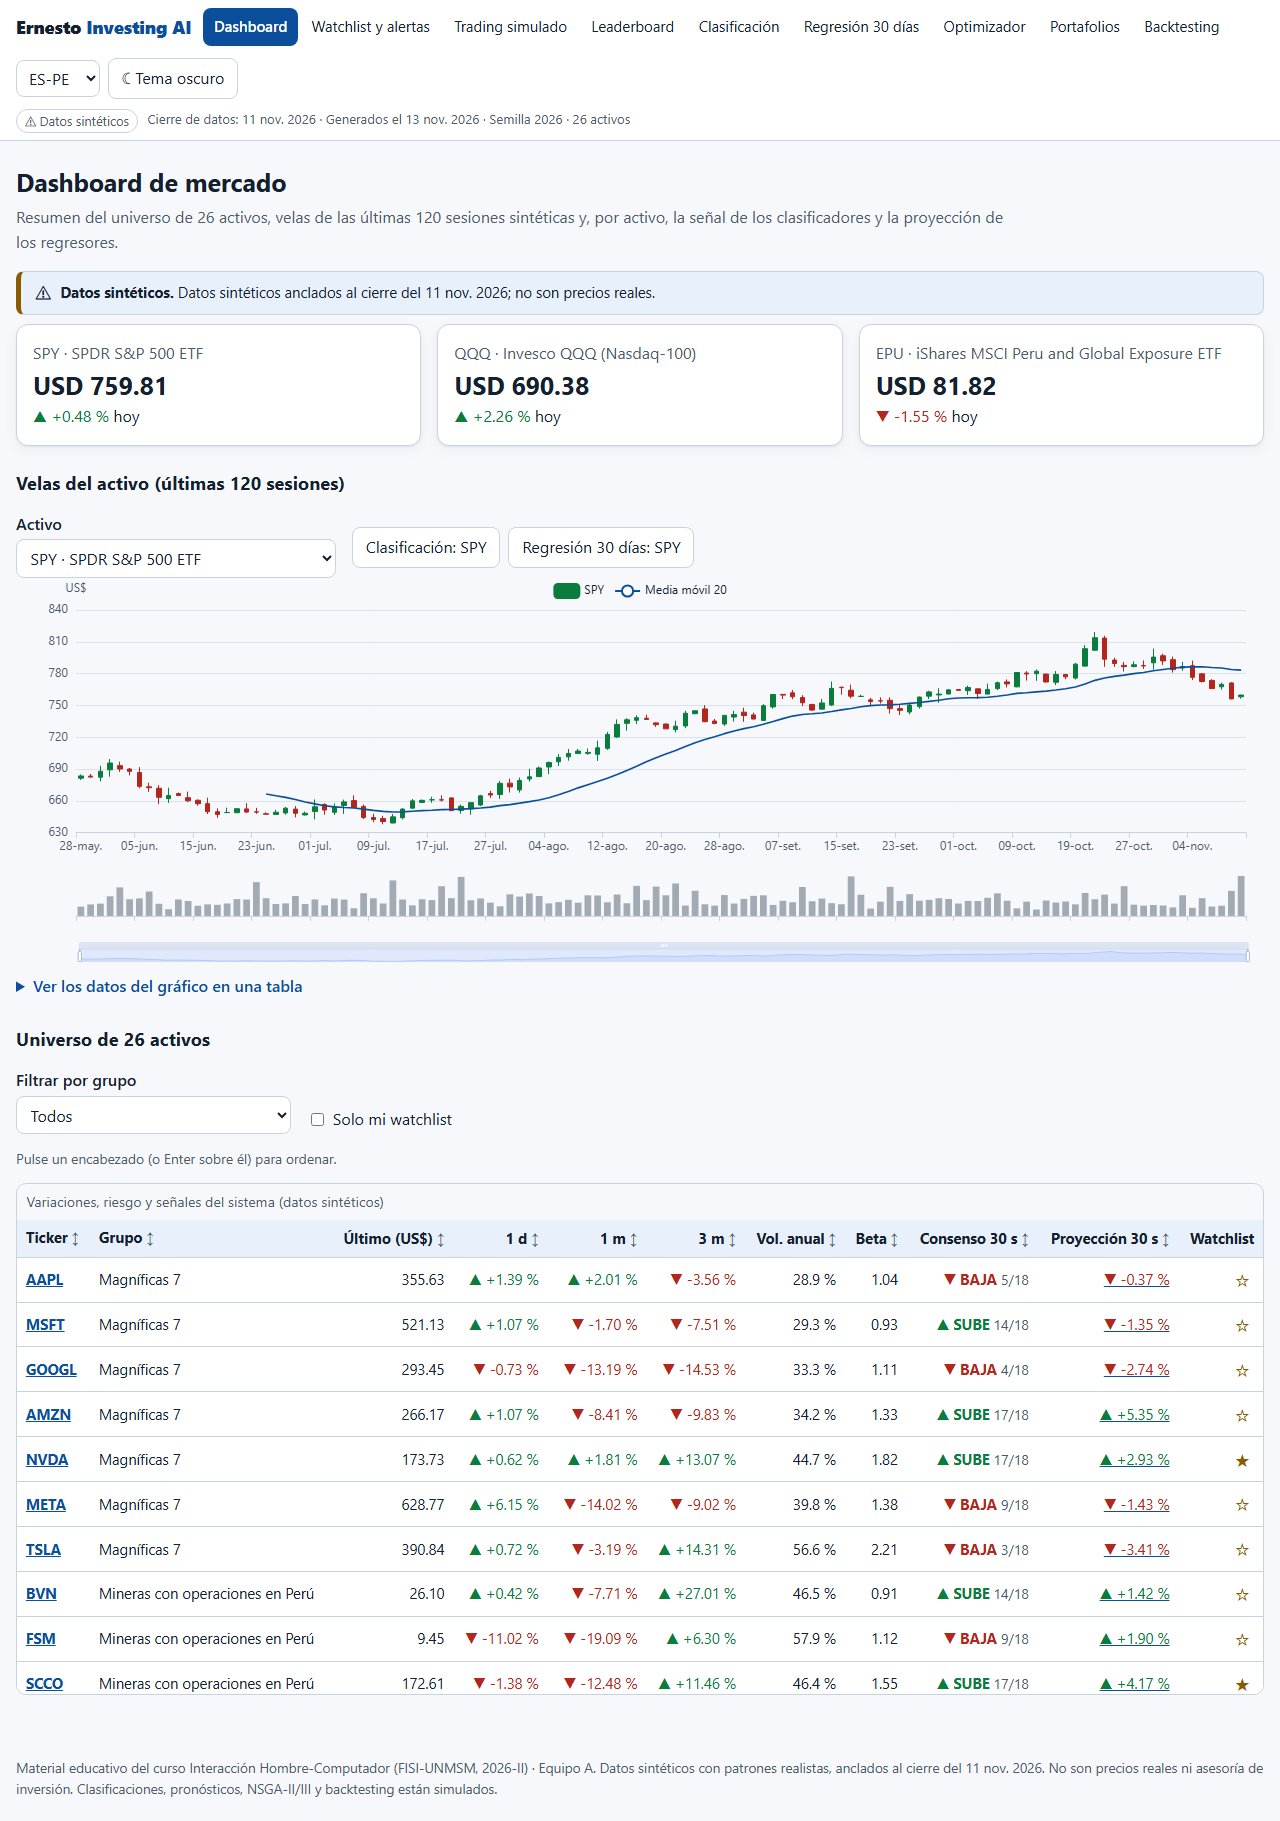 Ernesto Investing AI Dashboard Watchlist y alertas Trading simulado Leaderboard Clasificación Regresión 30 días Optimizador Portafolios Backtesting
ES-PE ☾ Tema oscuro
⚠ Datos sintéticos Cierre de datos: 11 nov. 2026 · Generados el 13 nov. 2026 · Semilla 2026 · 26 activos
Dashboard de mercado
Resumen del universo de 26 activos, velas de las últimas 120 sesiones sintéticas y, por activo, la señal de los clasificadores y la proyección de
los regresores.
⚠ Datos sintéticos. Datos sintéticos anclados al cierre del 11 nov. 2026; no son precios reales.
SPY · SPDR S&P 500 ETF
USD 759.81
▲ +0.48 % hoy
QQQ · Invesco QQQ (Nasdaq-100)
USD 690.38
▲ +2.26 % hoy
EPU · iShares MSCI Peru and Global Exposure ETF
USD 81.82
▼ -1.55 % hoy
Velas del activo (últimas 120 sesiones)
Activo
SPY · SPDR S&P 500 ETF Clasificación: SPY Regresión 30 días: SPY
US$ SPY Media móvil 20
840
810
780
750
720
690
660
630
28-may. 05-jun. 15-jun. 23-jun. 01-jul. 09-jul. 17-jul. 27-jul. 04-ago. 12-ago. 20-ago. 28-ago. 07-set. 15-set. 23-set. 01-oct. 09-oct. 19-oct. 27-oct. 04-nov.
▶ Ver los datos del gráfico en una tabla
Universo de 26 activos
Filtrar por grupo
Todos Solo mi watchlist
Pulse un encabezado (o Enter sobre él) para ordenar.
Variaciones, riesgo y señales del sistema (datos sintéticos)
Ticker ↕ Grupo ↕ Último (US$) ↕ 1 d ↕ 1 m ↕ 3 m ↕ Vol. anual ↕ Beta ↕ Consenso 30 s ↕ Proyección 30 s ↕ Watchlist
AAPL Magníficas 7 355.63 ▲ +1.39 % ▲ +2.01 % ▼ -3.56 % 28.9 % 1.04 ▼ BAJA 5/18 ▼ -0.37 % ☆
MSFT Magníficas 7 521.13 ▲ +1.07 % ▼ -1.70 % ▼ -7.51 % 29.3 % 0.93 ▲ SUBE 14/18 ▼ -1.35 % ☆
GOOGL Magníficas 7 293.45 ▼ -0.73 % ▼ -13.19 % ▼ -14.53 % 33.3 % 1.11 ▼ BAJA 4/18 ▼ -2.74 % ☆
AMZN Magníficas 7 266.17 ▲ +1.07 % ▼ -8.41 % ▼ -9.83 % 34.2 % 1.33 ▲ SUBE 17/18 ▲ +5.35 % ☆
NVDA Magníficas 7 173.73 ▲ +0.62 % ▲ +1.81 % ▲ +13.07 % 44.7 % 1.82 ▲ SUBE 17/18 ▲ +2.93 % ★
META Magníficas 7 628.77 ▲ +6.15 % ▼ -14.02 % ▼ -9.02 % 39.8 % 1.38 ▼ BAJA 9/18 ▼ -1.43 % ☆
TSLA Magníficas 7 390.84 ▲ +0.72 % ▼ -3.19 % ▲ +14.31 % 56.6 % 2.21 ▼ BAJA 3/18 ▼ -3.41 % ☆
BVN Mineras con operaciones en Perú 26.10 ▲ +0.42 % ▼ -7.71 % ▲ +27.01 % 46.5 % 0.91 ▲ SUBE 14/18 ▲ +1.42 % ☆
FSM Mineras con operaciones en Perú 9.45 ▼ -11.02 % ▼ -19.09 % ▲ +6.30 % 57.9 % 1.12 ▼ BAJA 9/18 ▲ +1.90 % ☆
SCCO Mineras con operaciones en Perú 172.61 ▼ -1.38 % ▼ -12.48 % ▲ +11.46 % 46.4 % 1.55 ▲ SUBE 17/18 ▲ +4.17 % ★
Material educativo del curso Interacción Hombre-Computador (FISI-UNMSM, 2026-II) · Equipo A. Datos sintéticos con patrones realistas, anclados al cierre del 11 nov. 2026. No son precios reales ni asesoría de
inversión. Clasificaciones, pronósticos, NSGA-II/III y backtesting están simulados.